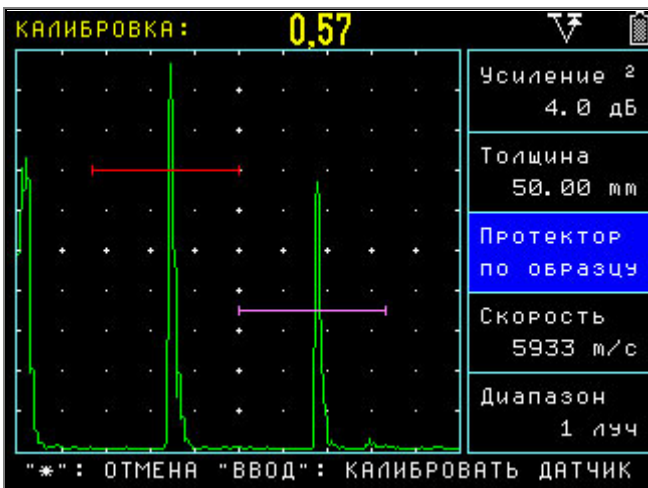 КАЛИБРОВКА: 0,57
Усиление 2
4.0 дБ
Толщина
50.00 mm
Протектор
по образцу
Скорость
5933 m/c
Диапазон
1 луч
"*": ОТМЕНА "ВВОД": КАЛИБРОВАТЬ ДАТЧИК